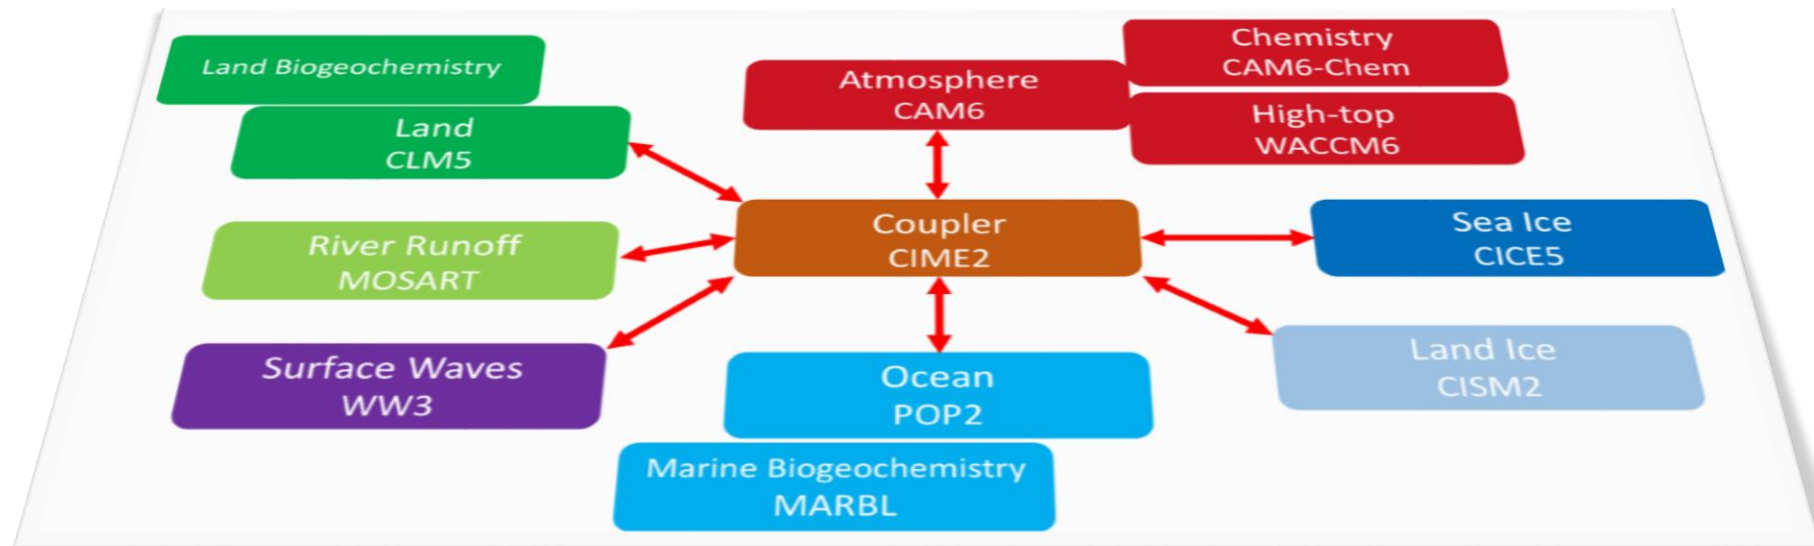 Land Biogeochemistry
Land
CLM5
River Runoff
MOSART
Surface Waves
WW3
Atmosphere
CAM6
Chemistry
CAM6-Chem
High-top
WACCM6
Coupler
CIME2
Sea Ice
CICE5
Land Ice
CISM2
Ocean
POP2
Marine Biogeochemistry
MARBL